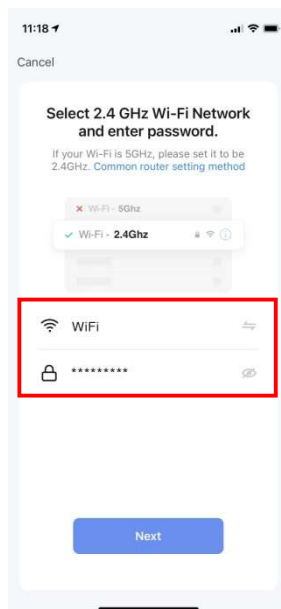 11:18
Cancel
Select 2.4 GHz Wi-Fi Network
and enter password.
If your Wi-Fi is 5GHz, please set it to be
2.4GHz. Common router setting method
Wi-Fi - 5Ghz
Wi-Fi - 2.4Ghz
WiFi
*********
Next